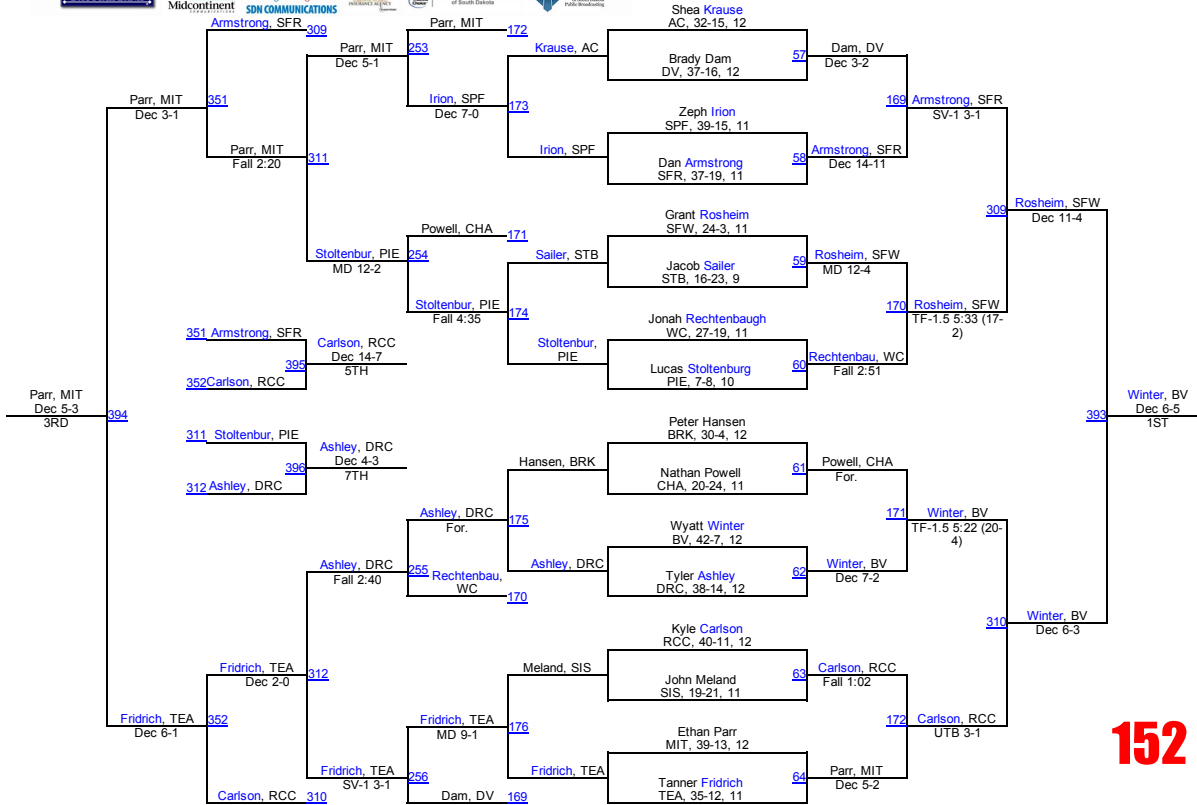 Midcontinent
COMMUNICATIONS
SDN COMMUNICATIONS
INSURANCE AGENCY
Choice
of South Dakota
Public Broadcasting
Armstrong, SFR
309
Parr, MIT
Dec 5-1
253
Parr, MIT
172
Krause, AC
Shea Krause
AC, 32-15, 12
Brady Dam
DV, 37-16, 12
57
Dam, DV
Dec 3-2
Parr, MIT
Dec 3-1
351
Irion, SPF
Dec 7-0
173
Zeph Irion
SPF, 39-15, 11
169
Armstrong, SFR
SV-1 3-1
Parr, MIT
Fall 2:20
311
Irion, SPF
Dan Armstrong
SFR, 37-19, 11
58
Armstrong, SFR
Dec 14-11
309
Rosheim, SFW
Dec 11-4
Powell, CHA
171
Grant Rosheim
SFW, 24-3, 11
Stoltenbur, PIE
MD 12-2
254
Sailer, STB
Jacob Sailer
STB, 16-23, 9
59
Rosheim, SFW
MD 12-4
Stoltenbur, PIE
Fall 4:35
174
Jonah Rechtenbaugh
WC, 27-19, 11
170
Rosheim, SFW
TF-1.5 5:33 (17-
2)
351
Armstrong, SFR
395
Carlson, RCC
Dec 14-7
5TH
352
Carlson, RCC
Stoltenbur,
PIE
Lucas Stoltenburg
PIE, 7-8, 10
60
Rechtenbau, WC
Fall 2:51
Parr, MIT
Dec 5-3
3RD
394
393
Winter, BV
Dec 6-5
1ST
311
Stoltenbur, PIE
396
Ashley, DRC
Dec 4-3
7TH
312
Ashley, DRC
Hansen, BRK
Peter Hansen
BRK, 30-4, 12
Nathan Powell
CHA, 20-24, 11
61
Powell, CHA
For.
Ashley, DRC
For.
175
Wyatt Winter
BV, 42-7, 12
171
Winter, BV
TF-1.5 5:22 (20-
4)
Ashley, DRC
Fall 2:40
255
Rechtenbau,
WC
170
Ashley, DRC
Tyler Ashley
DRC, 38-14, 12
62
Winter, BV
Dec 7-2
310
Winter, BV
Dec 6-3
Kyle Carlson
RCC, 40-11, 12
Fridrich, TEA
Dec 2-0
312
Meland, SIS
John Meland
SIS, 19-21, 11
63
Carlson, RCC
Fall 1:02
Fridrich, TEA
Dec 6-1
352
Fridrich, TEA
MD 9-1
176
Ethan Parr
MIT, 39-13, 12
172
Carlson, RCC
UTB 3-1
Fridrich, TEA
SV-1 3-1
256
Fridrich, TEA
Tanner Fridrich
TEA, 35-12, 11
64
Parr, MIT
Dec 5-2
Carlson, RCC
310
Dam, DV
169
152